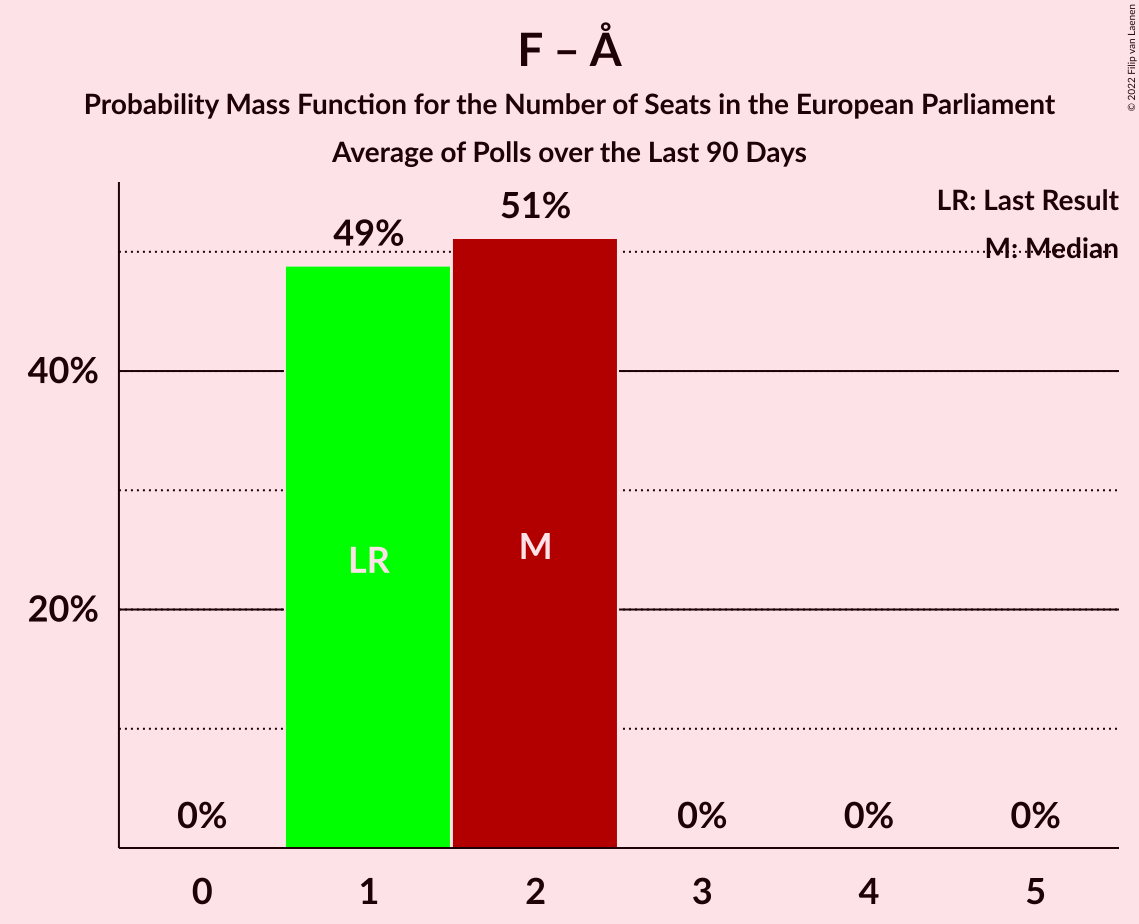 F – Å
Probability Mass Function for the Number of Seats in the European Parliament
Average of Polls over the Last 90 Days
© 2022 Filip van Laenen
LR: Last Result
M: Median
49%
51%
40%
20%
LR
M
0%
0%
0%
0%
0
1
2
3
4
5